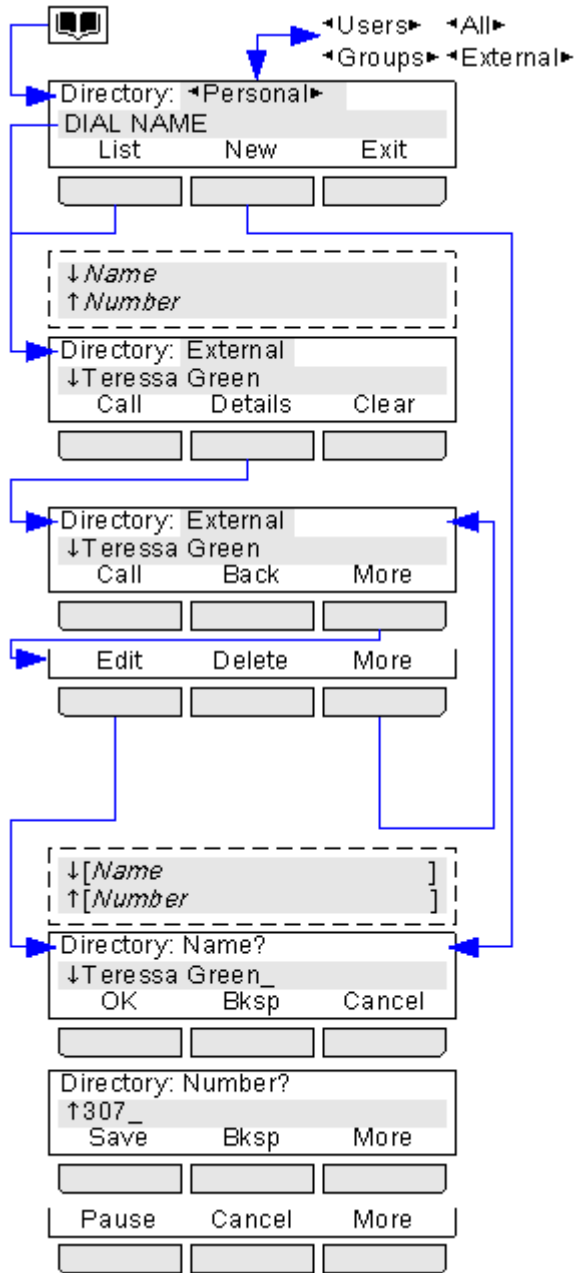 ◄Users► ◄All►
◄Groups► ◄External►
Directory: ◄Personal►
DIAL NAME
List New Exit
↓Name
↑Number
Directory: External
↓Teressa Green
Call Details Clear
Directory: External
↓Teressa Green
Call Back More
Edit Delete More
↓[Name ]
↑[Number ]
Directory: Name?
↓Teressa Green_
OK Bksp Cancel
Directory: Number?
↑307_
Save Bksp More
Pause Cancel More